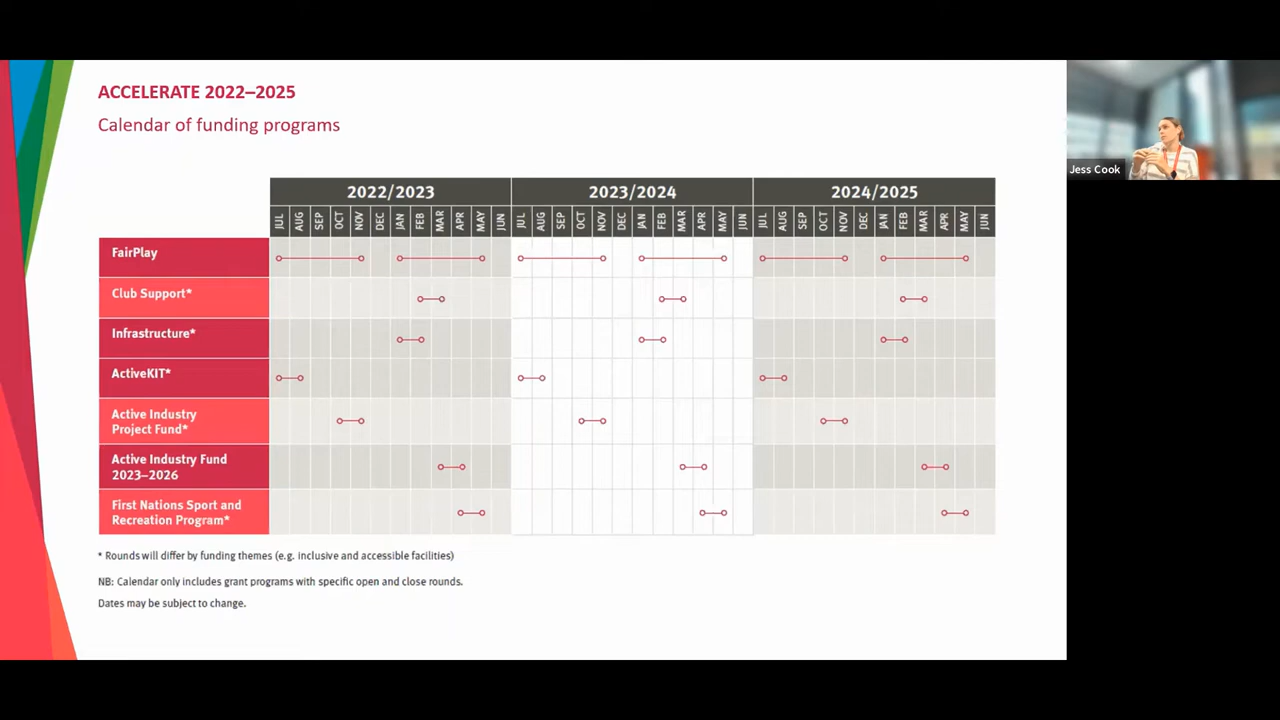 ACCELERATE 2022–2025
Calendar of funding programs
Jess Cook
2022/2023 2023/2024 2024/2025
JUL AUG SEP OCT NOV DEC JAN FEB MAR APR MAY JUN JUL AUG SEP OCT NOV DEC JAN FEB MAR APR MAY JUN JUL AUG SEP OCT NOV DEC JAN FEB MAR APR MAY JUN
FairPlay
Club Support*
Infrastructure*
ActiveKIT*
Active Industry
Project Fund*
Active Industry Fund
2023–2026
First Nations Sport and
Recreation Program*
* Rounds will differ by funding themes (e.g. inclusive and accessible facilities)
NB: Calendar only includes grant programs with specific open and close rounds.
Dates may be subject to change.